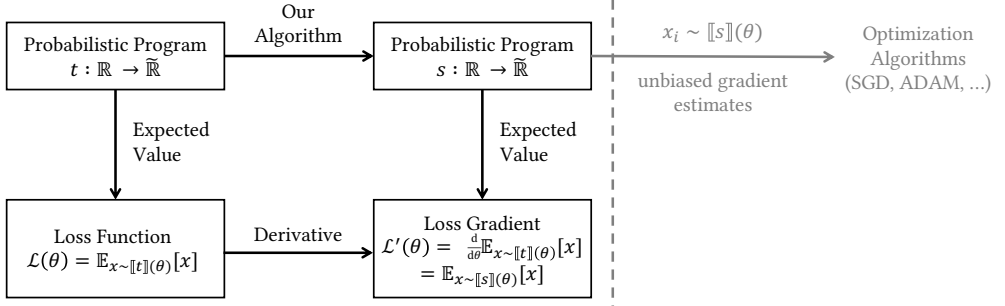 Our
Algorithm
Probabilistic Program
t : ℝ → ℝ̃
Probabilistic Program
s : ℝ → ℝ̃
x_i ~ ⟦s⟧(θ)
unbiased gradient
estimates
Optimization
Algorithms
(SGD, ADAM, ...)
Expected
Value
Expected
Value
Loss Function
ℒ(θ) = 𝔼_{x~⟦t⟧(θ)}[x]
Derivative
Loss Gradient
ℒ′(θ) = d/dθ 𝔼_{x~⟦t⟧(θ)}[x]
= 𝔼_{x~⟦s⟧(θ)}[x]